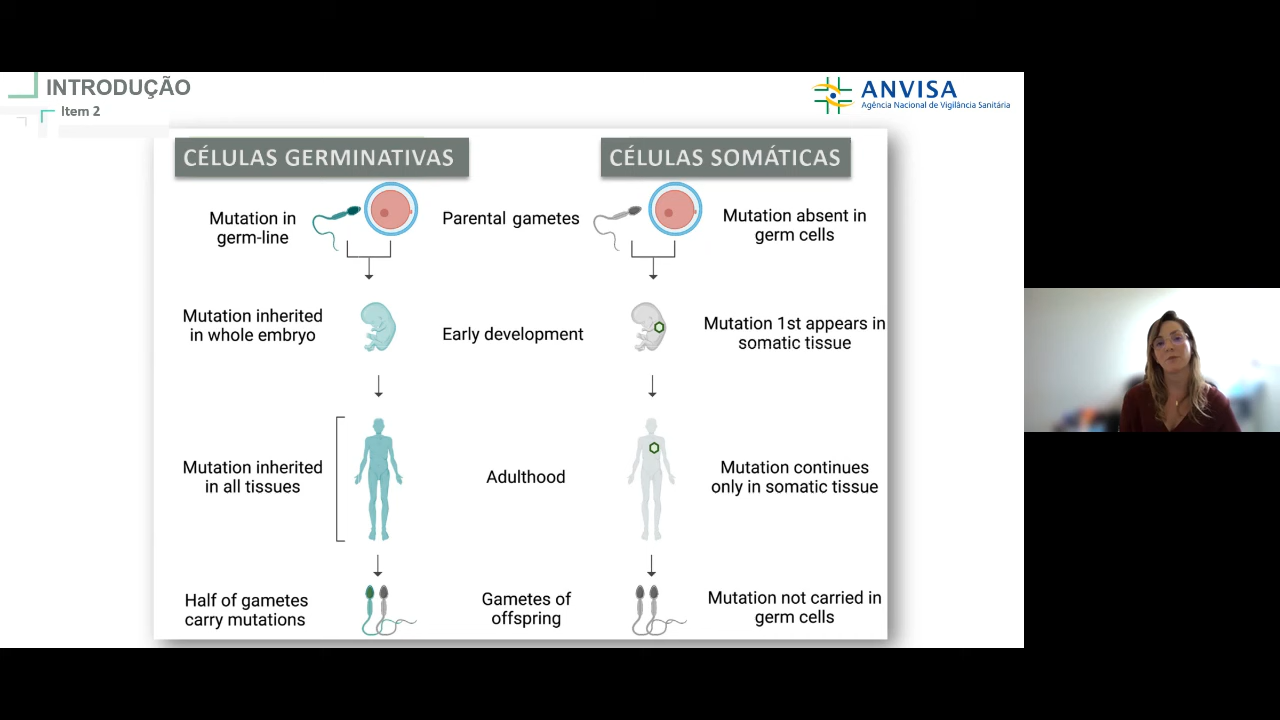 INTRODUÇÃO
Item 2
ANVISA
Agência Nacional de Vigilância Sanitária
CÉLULAS GERMINATIVAS
CÉLULAS SOMÁTICAS
Mutation in
germ-line
Parental gametes
Mutation absent in
germ cells
Mutation inherited
in whole embryo
Early development
Mutation 1st appears in
somatic tissue
Mutation inherited
in all tissues
Adulthood
Mutation continues
only in somatic tissue
Half of gametes
carry mutations
Gametes of
offspring
Mutation not carried in
germ cells